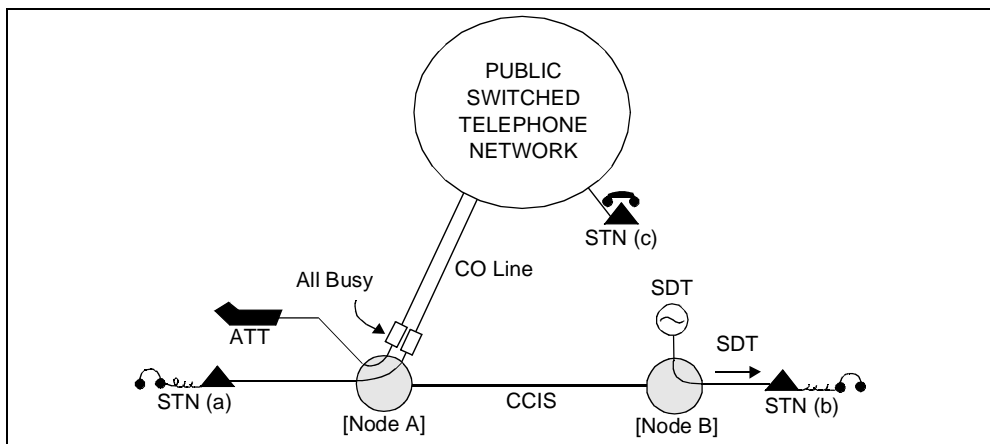 PUBLIC
SWITCHED
TELEPHONE
NETWORK
STN (c)
CO Line
All Busy
SDT
ATT
SDT
STN (a)
CCIS
STN (b)
[Node A]
[Node B]